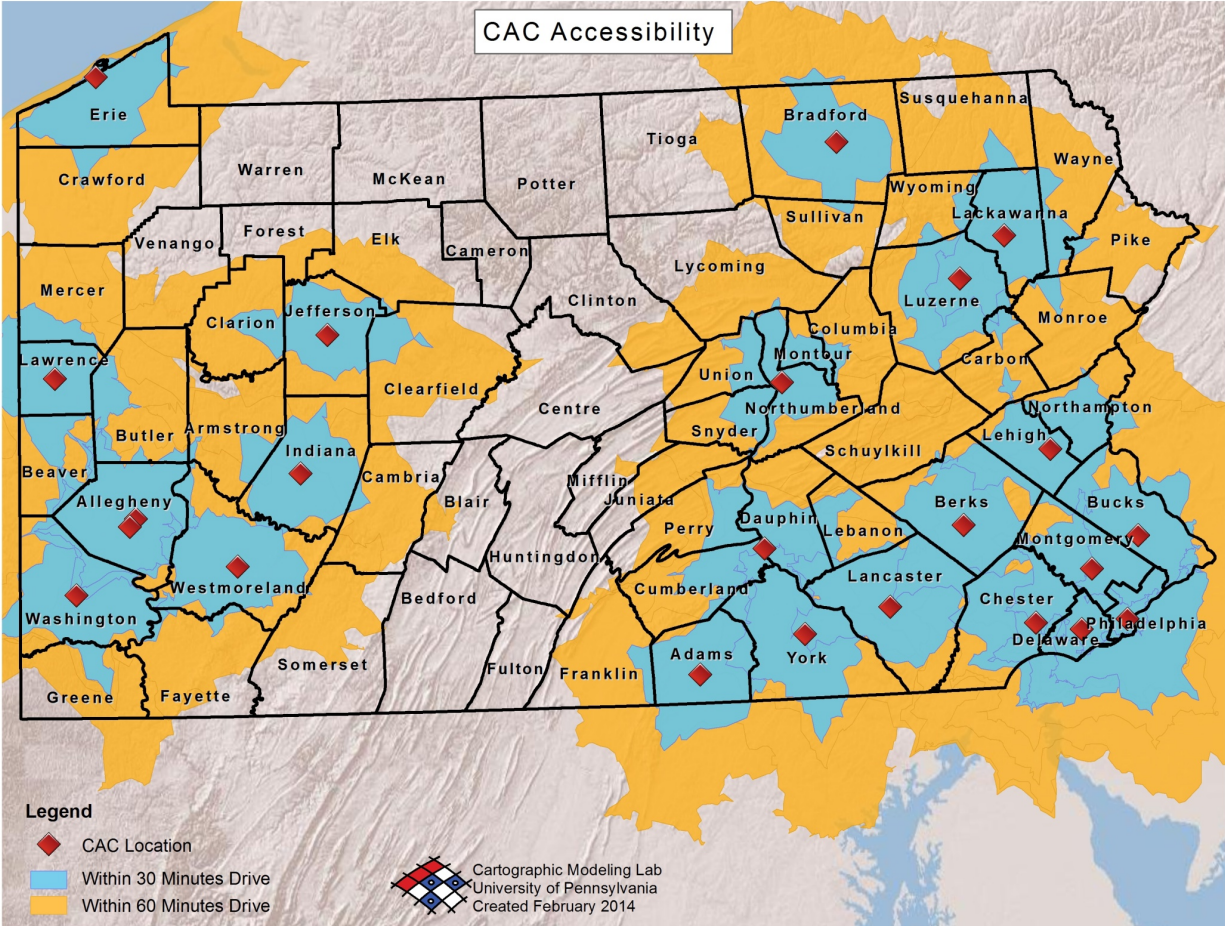 CAC Accessibility
Erie
Crawford
Warren
McKean
Potter
Tioga
Bradford
Susquehanna
Wayne
Wyoming
Lackawanna
Sullivan
Pike
Venango
Forest
Elk
Cameron
Lycoming
Clinton
Mercer
Clarion
Jefferson
Luzerne
Columbia
Monroe
Montour
Lawrence
Carbon
Union
Clearfield
Centre
Northumberland
Northampton
Butler
Armstrong
Snyder
Lehigh
Indiana
Schuylkill
Beaver
Cambria
Mifflin
Blair
Juniata
Allegheny
Berks
Bucks
Perry
Dauphin
Lebanon
Montgomery
Huntingdon
Westmoreland
Cumberland
Lancaster
Bedford
Chester
Washington
Philadelphia
Delaware
Adams
York
Somerset
Fulton
Franklin
Greene
Fayette
Legend
CAC Location
Within 30 Minutes Drive
Within 60 Minutes Drive
Cartographic Modeling Lab
University of Pennsylvania
Created February 2014